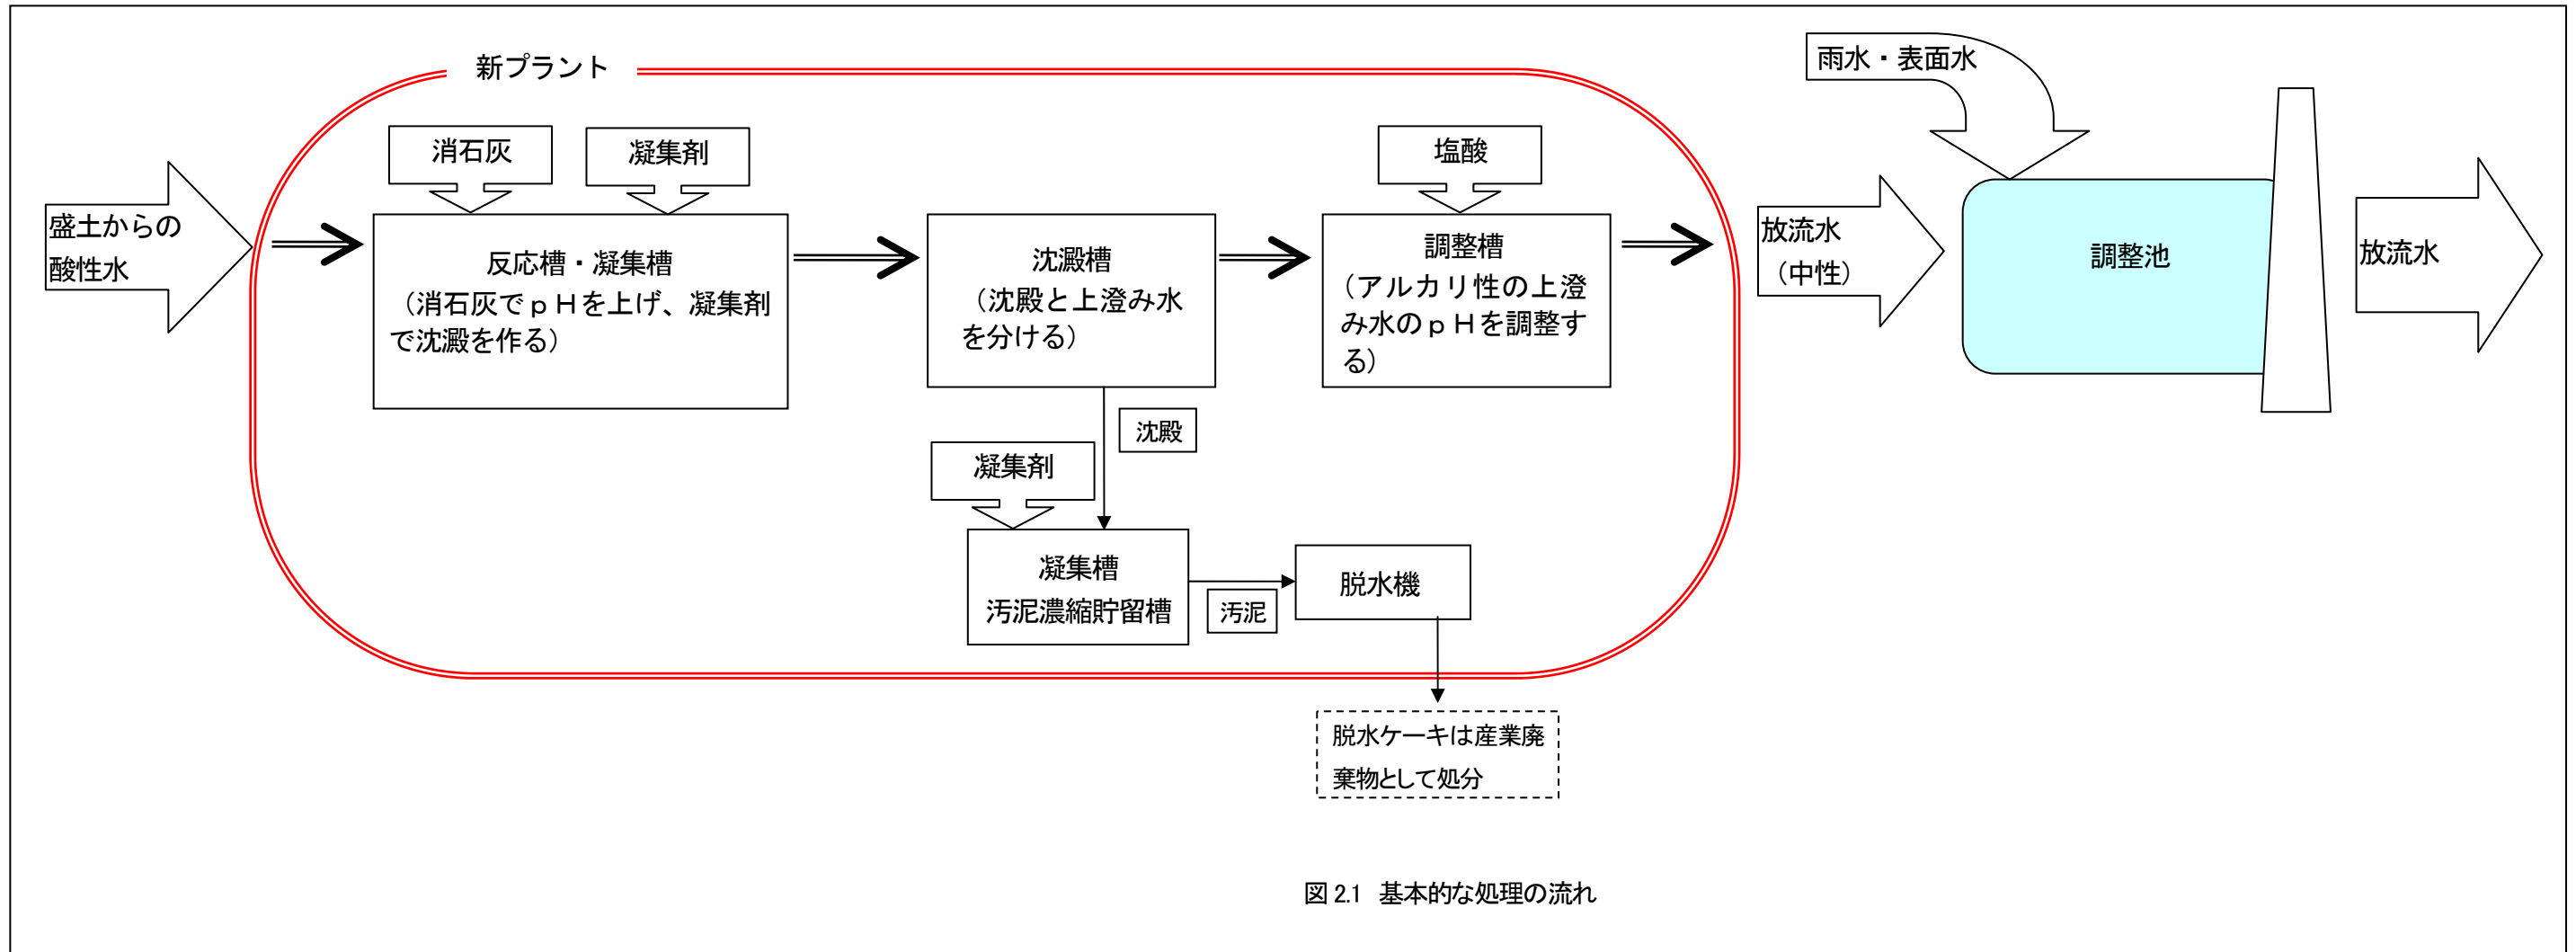 新プラント
雨水・表面水
消石灰
凝集剤
塩酸
盛土からの
酸性水
反応槽・凝集槽
（消石灰でｐＨを上げ、凝集剤
で沈澱を作る）
沈澱槽
（沈殿と上澄み水
を分ける）
調整槽
（アルカリ性の上澄
み水のｐＨを調整す
る）
放流水
（中性）
調整池
放流水
沈殿
凝集剤
凝集槽
汚泥濃縮貯留槽
汚泥
脱水機
脱水ケーキは産業廃
棄物として処分
図 2.1 基本的な処理の流れ